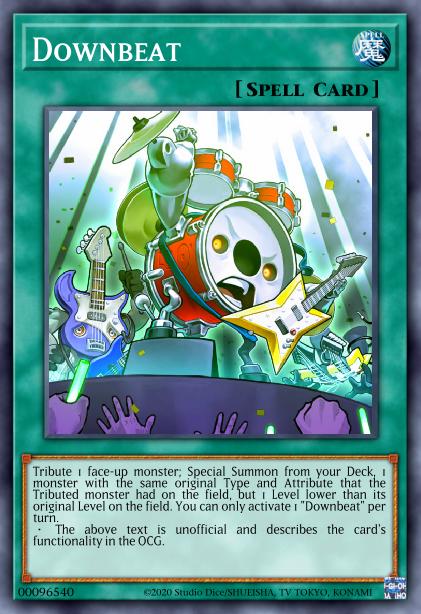 DOWNBEAT
SPELL
魔
[SPELL CARD]
Tribute 1 face-up monster; Special Summon from your Deck, 1
monster with the same original Type and Attribute that the
Tributed monster had on the field, but 1 Level lower than its
original Level on the field. You can only activate 1 "Downbeat" per
turn.
· The above text is unofficial and describes the card's
functionality in the OCG.
00096540
©2020 Studio Dice/SHUEISHA, TV TOKYO, KONAMI